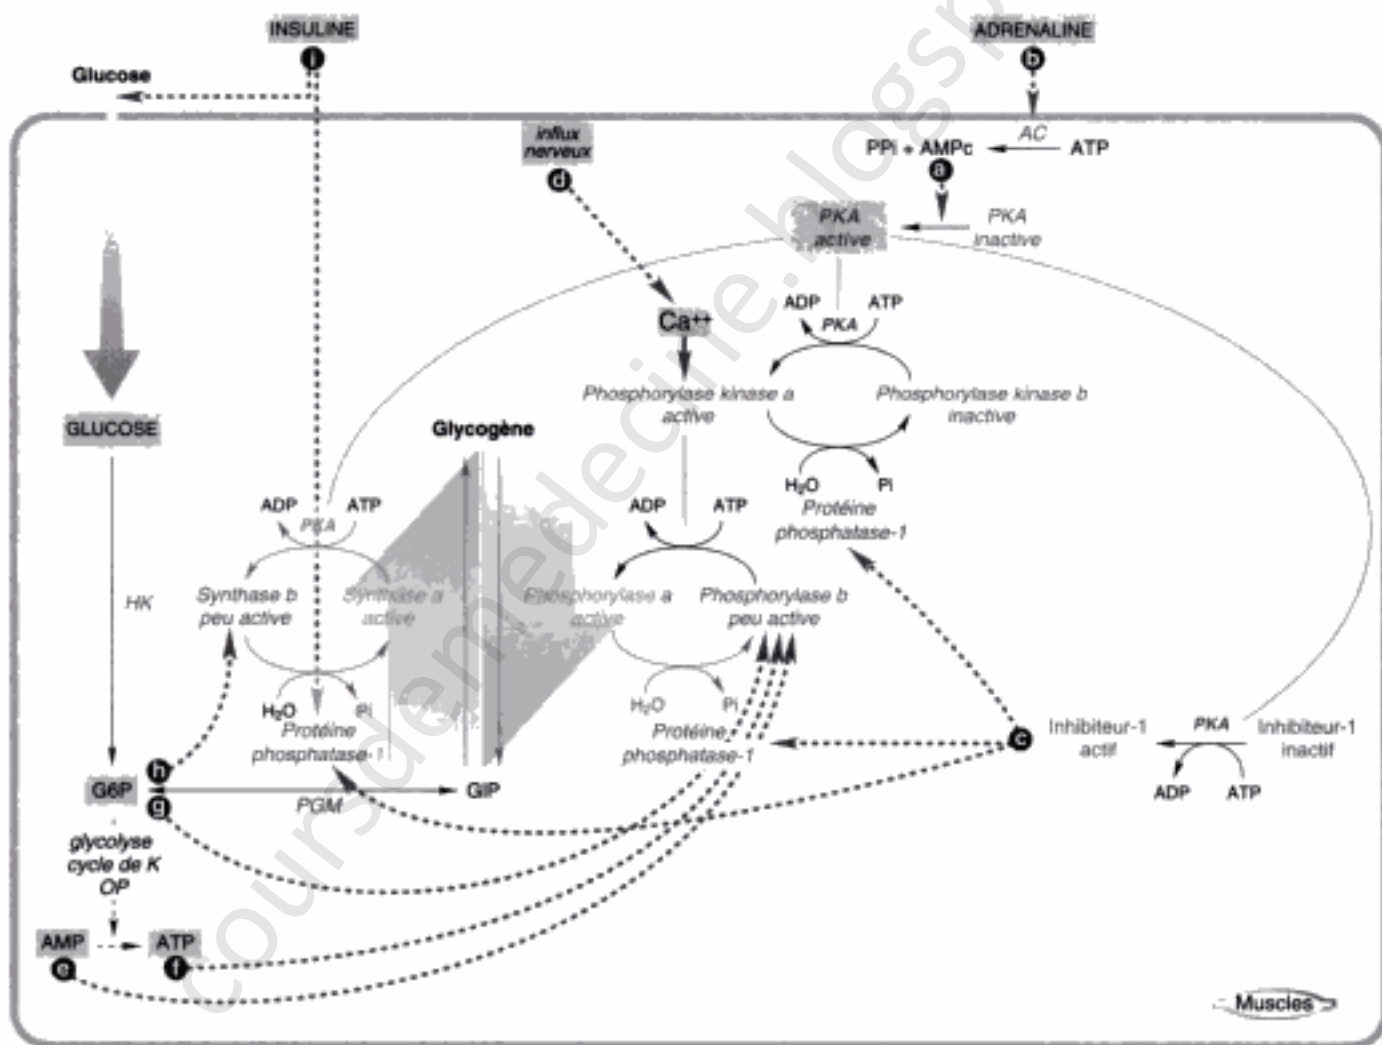 INSULINE
i
ADRENALINE
b
Glucose
influx
nerveux
d
AC
PPi + AMPc
ATP
a
PKA
active
PKA
inactive
Ca++
ADP
ATP
PKA
Phosphorylase kinase a
active
Phosphorylase kinase b
inactive
GLUCOSE
Glycogène
H₂O
Pi
Protéine
phosphatase-1
ADP
ATP
PKA
ADP
ATP
HK
Synthase b
peu active
Synthase a
active
Phosphorylase a
active
Phosphorylase b
peu active
H₂O
Pi
Protéine
phosphatase-1
H₂O
Pi
Protéine
phosphatase-1
c
Inhibiteur-1
actif
PKA
Inhibiteur-1
inactif
ADP
ATP
h
G6P
g
PGM
GIP
glycolyse
cycle de K
OP
AMP
ATP
e
f
Muscles
coursdemedecine.blogsp